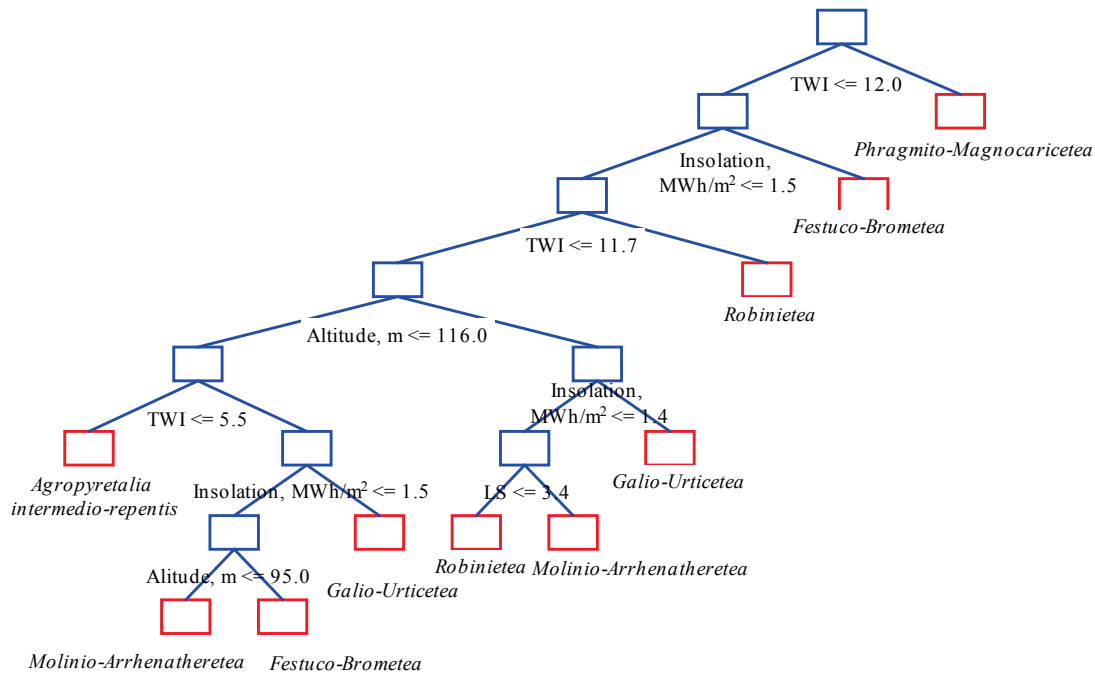 TWI <= 12.0
Phragmito-Magnocaricetea
Insolation,
MWh/m² <= 1.5
Festuco-Brometea
TWI <= 11.7
Robinietea
Altitude, m <= 116.0
Insolation,
MWh/m² <= 1.4
TWI <= 5.5
Galio-Urticetea
Agropyretalia
intermedio-repentis
Insolation, MWh/m² <= 1.5
LS <= 3.4
Robinietea
Molinio-Arrhenatheretea
Alitude, m <= 95.0
Galio-Urticetea
Molinio-Arrhenatheretea
Festuco-Brometea